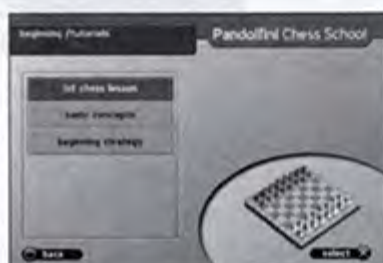 beginning /tutorials
Pandolfini Chess School
1st chess lesson
basic concepts
beginning strategy
back
select